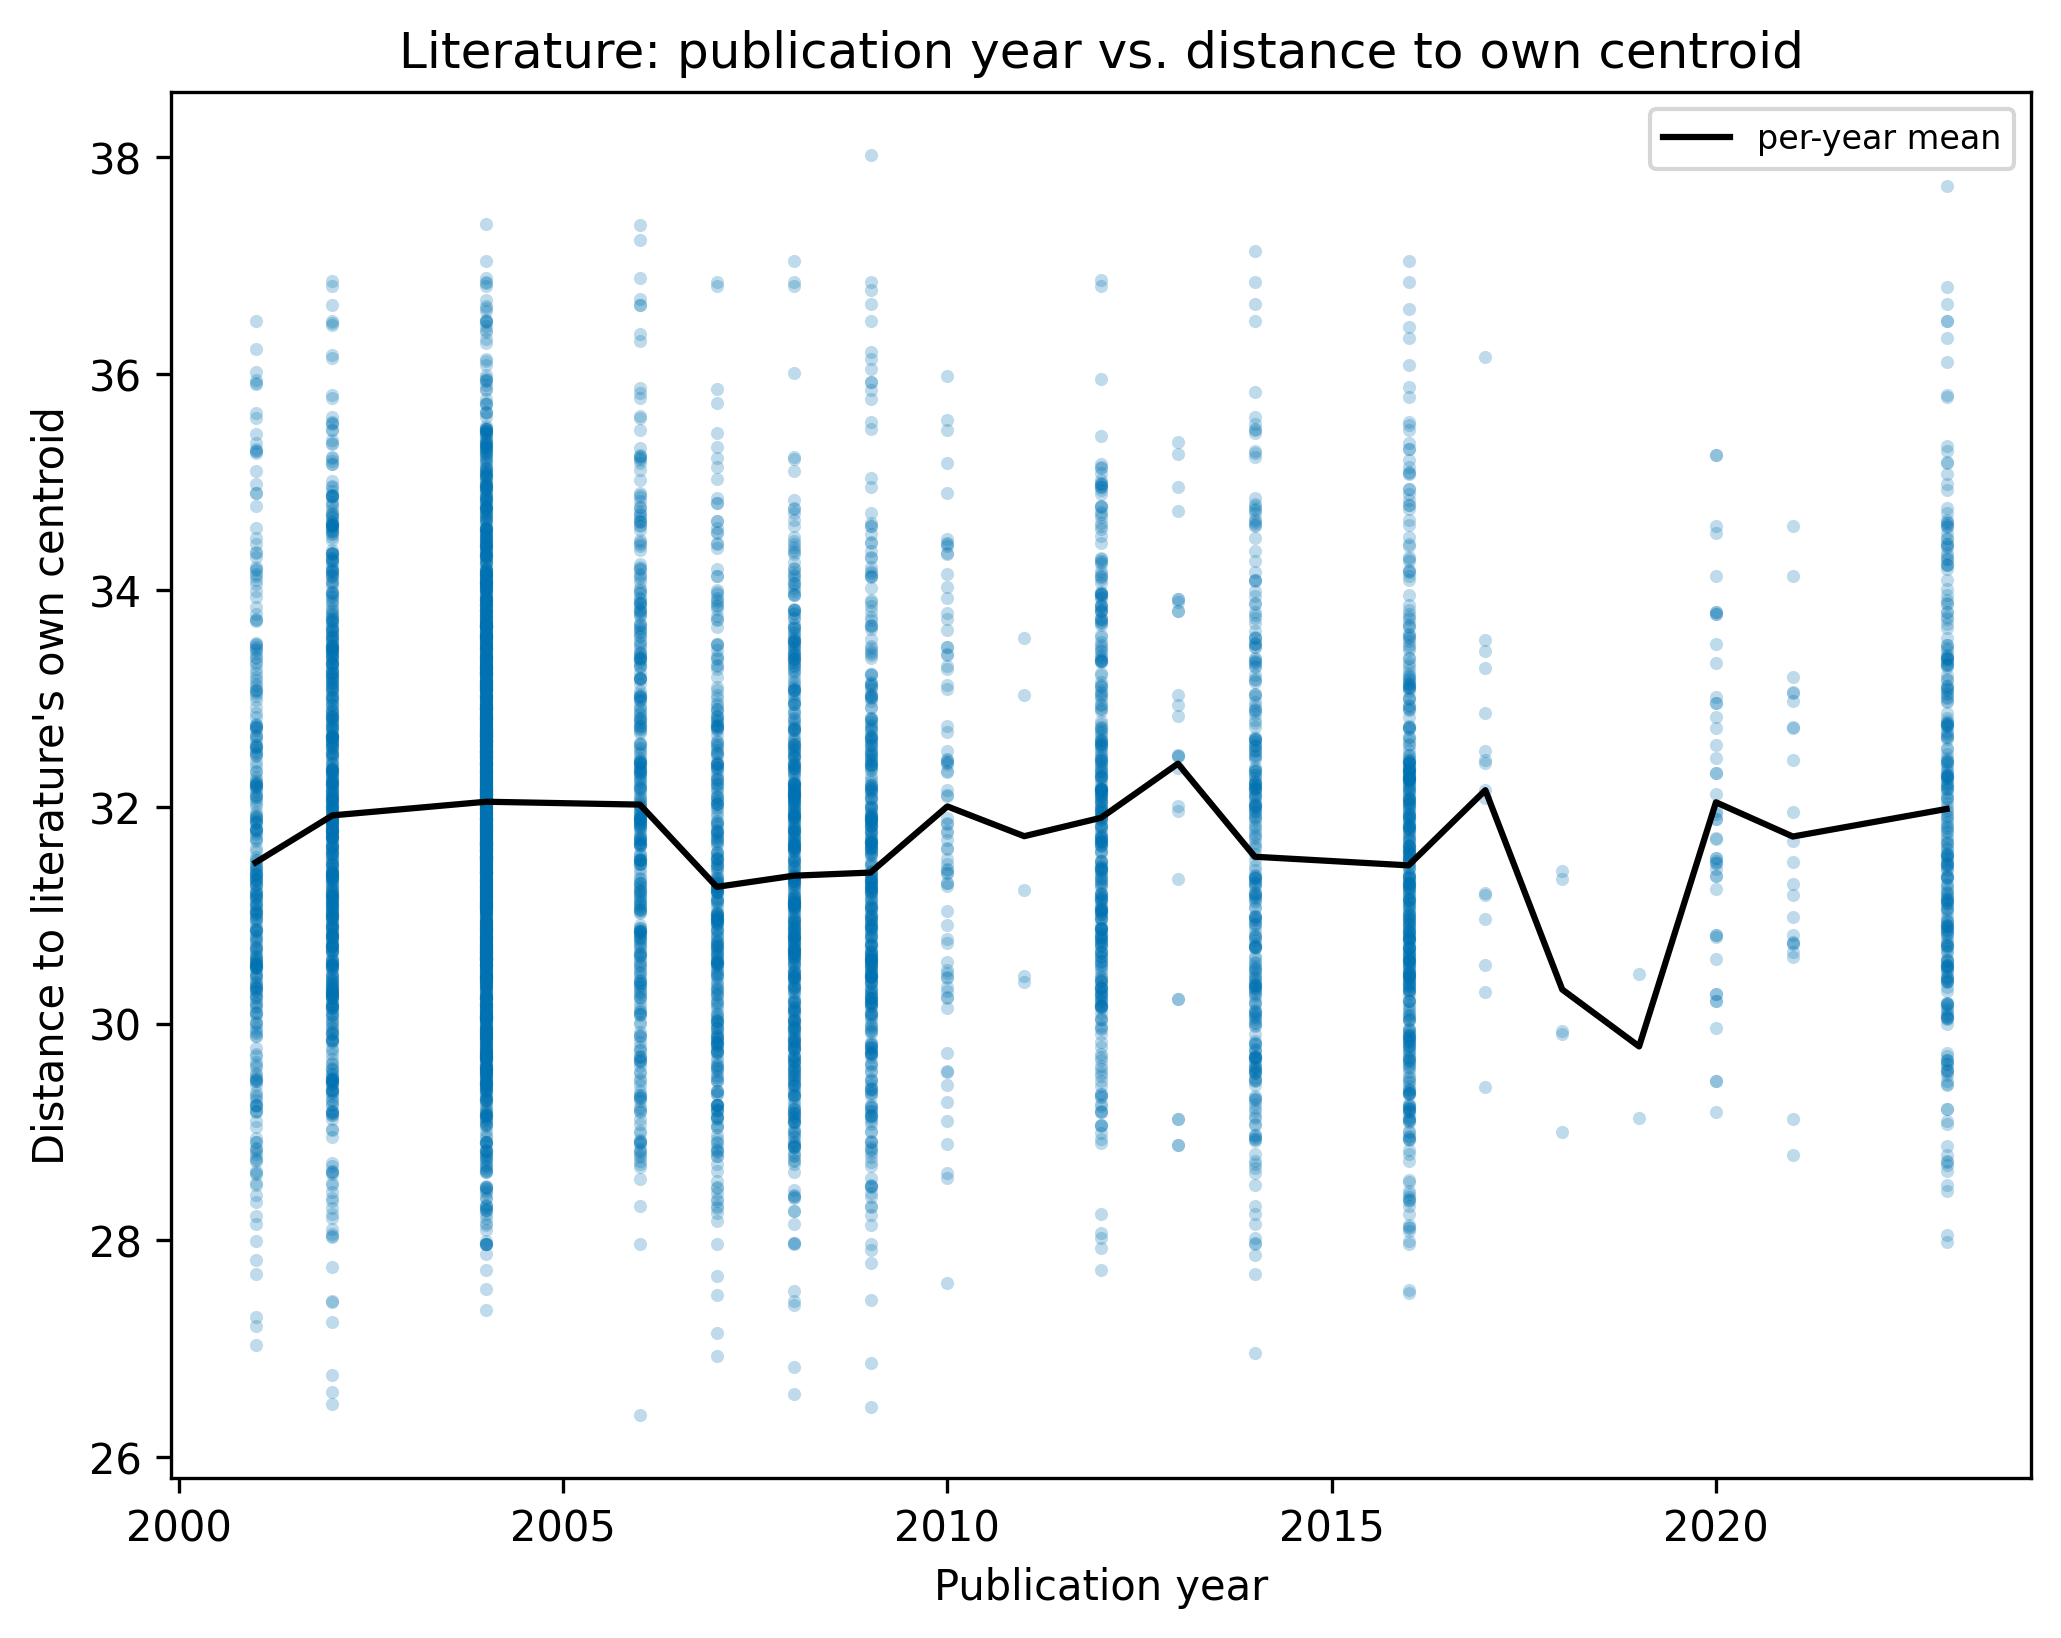 Literature: publication year vs. distance to own centroid
per-year mean
Distance to literature's own centroid
38
36
34
32
30
28
26
2000 2005 2010 2015 2020
Publication year